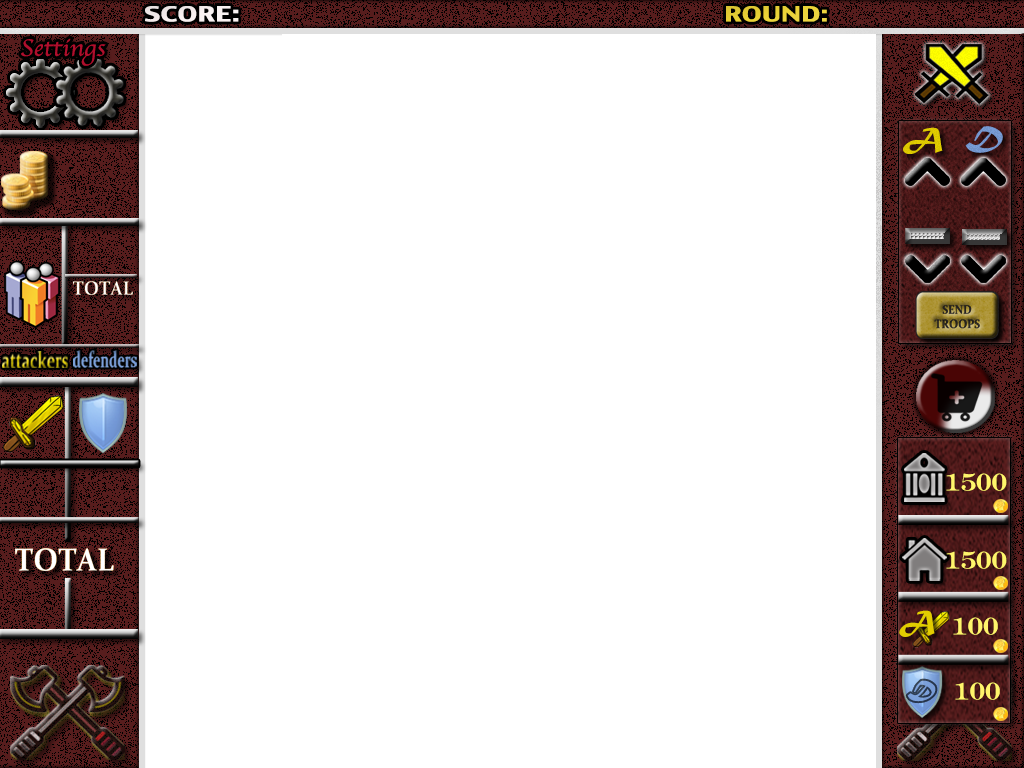 SCORE:
ROUND:
Settings
TOTAL
attackers defenders
TOTAL
A D
SEND
TROOPS
1500
1500
A 100
D 100